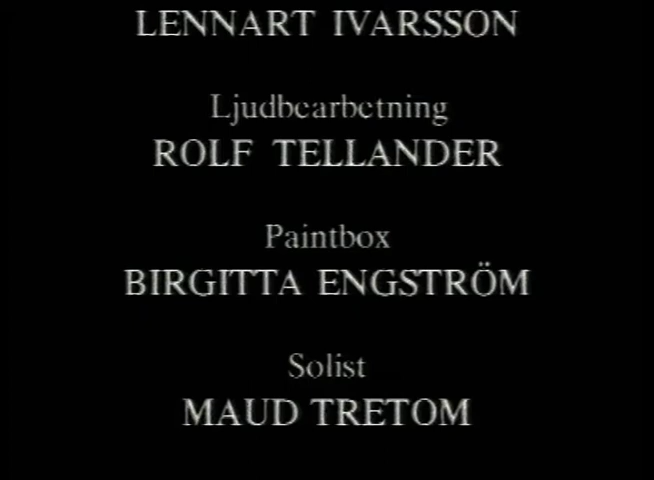 LENNART IVARSSON
Ljudbearbetning
ROLF TELLANDER
Paintbox
BIRGITTA ENGSTRÖM
Solist
MAUD TRETOM